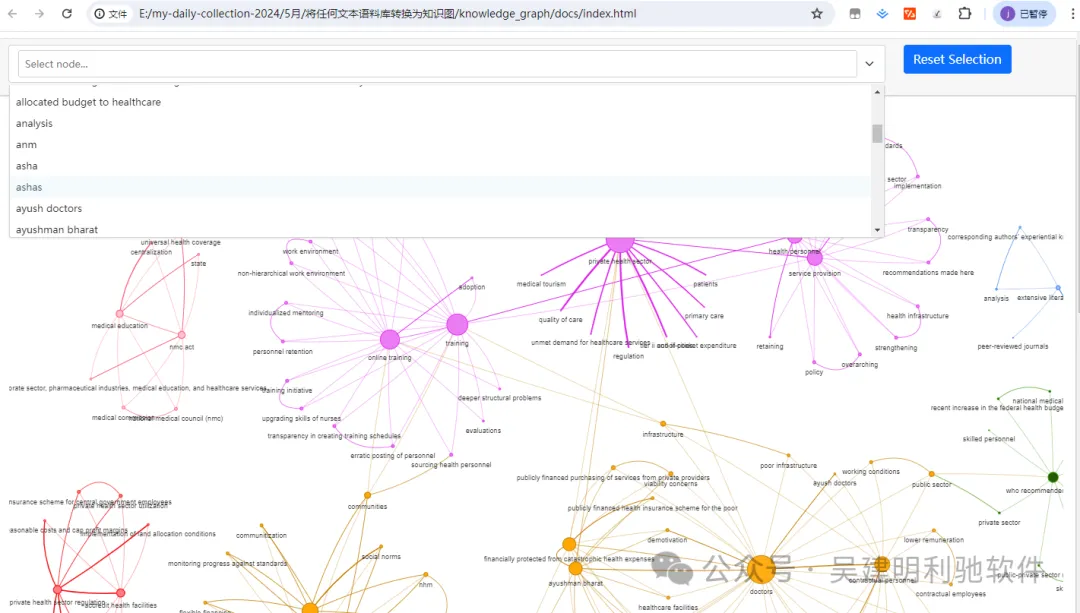 文件
E:/my-daily-collection-2024/5月/将任何文本语料库转换为知识图/knowledge_graph/docs/index.html
j
已暂停
Select node...
Reset Selection
allocated budget to healthcare
analysis
anm
asha
ashas
ayush doctors
ayushman bharat
dards
sector
implementation
universal health coverage
centralization
state
work environment
non-hierarchical work environment
private health sector
health personnel
service provision
transparency
corresponding authors' experiential k
recommendations made here
adoption
medical tourism
patients
analysis
extensive litera
individualized mentoring
medical education
nmc act
personnel retention
online training
training
quality of care
primary care
health infrastructure
unmet demand for healthcare services
out-of-pocket expenditure
regulation
retaining
strengthening
peer-reviewed journals
policy
overarching
orate sector, pharmaceutical industries, medical education, and healthcare services
training initiative
deeper structural problems
medical
national medical council (nmc)
upgrading skills of nurses
evaluations
transparency in creating training schedules
erratic posting of personnel
sourcing health personnel
infrastructure
national medical
recent increase in the federal health budge
skilled personnel
poor infrastructure
working conditions
publicly financed purchasing of services from private providers
viability concerns
ayush doctors
public sector
who recommended
insurance scheme for central government employees
private health sector utilization
communities
publicly financed health insurance scheme for the poor
private sector
asonable costs and cap profit margins
implementation of land allocation conditions
communitization
demotivation
lower remuneration
social norms
monitoring progress against standards
financially protected from catastrophic health expenses
ayushman bharat
nhm
doctors
contractual personnel
public-private sector
contractual employees
sk
private health sector regulation
accredit health facilities
flexible financing
healthcare facilities
公众号 · 吴建明利驰软件